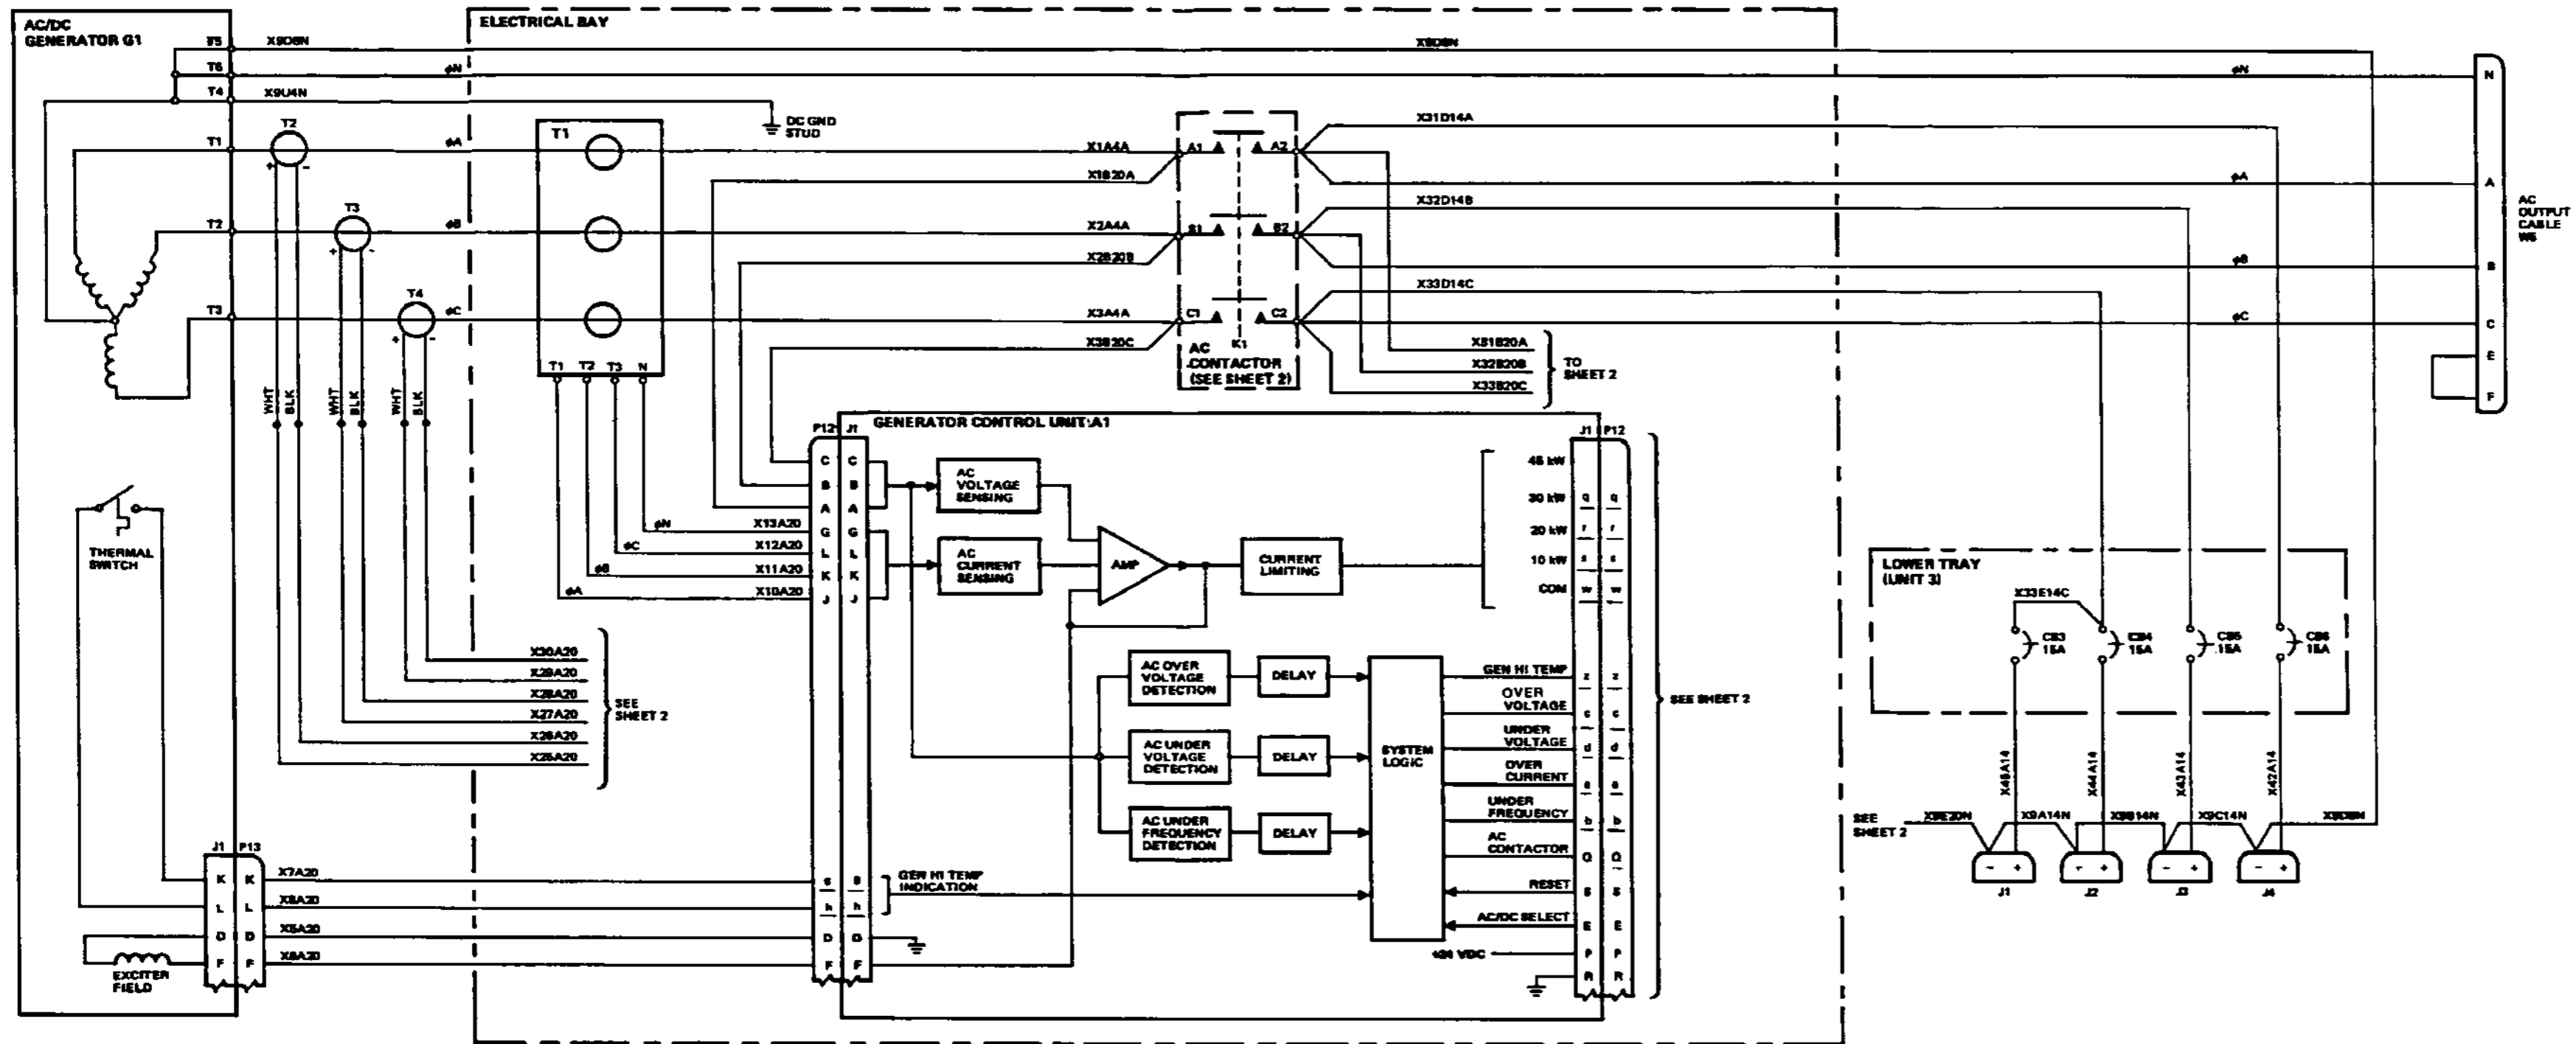 AC/DC
GENERATOR G1
ELECTRICAL BAY
T6
T4
T1
T2
T3
X9U4N
φN
X9D8N
φN
N
DC GND
STUD
T2
+ -
T3
+ -
T4
+ -
φA
φB
φC
T1
T1 T2 T3 N
X1A4A
X1B20A
X2A4A
X2B20B
X3A4A
X3B20C
A1 A2
B2
C1 C2
K1
AC
CONTACTOR
(SEE SHEET 2)
X31D14A
φA
A
X32D14B
φB
B
X33D14C
φC
C
E
F
AC
OUTPUT
CABLE
W6
X31B20A
X32B20B
X33B20C
TO
SHEET 2
WHT
BLK
WHT
BLK
WHT
BLK
THERMAL
SWITCH
φN X13A20
φC X12A20
φB X11A20
φA X10A20
X30A20
X29A20
X28A20
X27A20
X26A20
X25A20
SEE
SHEET 2
GENERATOR CONTROL UNIT A1
P12 J1
C C
B B
A A
G G
L L
K K
J J
AC
VOLTAGE
SENSING
AC
CURRENT
SENSING
AMP
CURRENT
LIMITING
J1 P12
45 kW
30 kW q q
20 kW r r
10 kW s s
COM w w
AC OVER
VOLTAGE
DETECTION
DELAY
AC UNDER
VOLTAGE
DETECTION
DELAY
AC UNDER
FREQUENCY
DETECTION
DELAY
SYSTEM
LOGIC
GEN HI TEMP z z
OVER
VOLTAGE c c
UNDER
VOLTAGE d d
OVER
CURRENT
UNDER
FREQUENCY b b
AC
CONTACTOR
RESET S S
AC/DC SELECT E E
+24 VDC P P
R R
SEE SHEET 2
GEN HI TEMP
INDICATION
h h
D D
F F
J1 P13
K K
L L
D D
F F
X7A20
X5A20
EXCITER
FIELD
LOWER TRAY
(UNIT 3)
X33E14C
CB3
15A
CB4
15A
CB5
15A
CB6
15A
X45A14
X44A14
X43A14
X42A14
SEE
SHEET 2
X9E20N
X9A14N
X9B14N
X9C14N
- +
- +
- +
- +
J1
J2
J3
J4